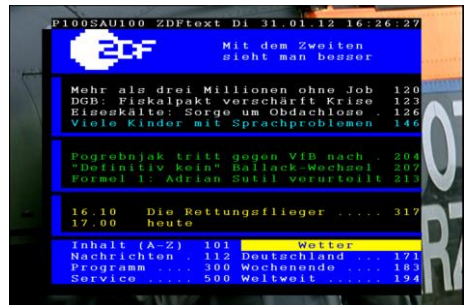 P100SAU100 ZDFtext Di 31.01.12 16:26:27
ZDF
Mit dem Zweiten
sieht man besser
Mehr als drei Millionen ohne Job 120
DGB: Fiskalpakt verschärft Krise 123
Eiseskälte: Sorge um Obdachlose . 126
Viele Kinder mit Sprachproblemen 146
Pogrebnjak tritt gegen VfB nach . 204
"Definitiv kein" Ballack-Wechsel 207
Formel 1: Adrian Sutil verurteilt 213
16.10 Die Rettungsflieger ..... 317
17.00 heute
Inhalt (A-Z) 101 Wetter
Nachrichten . 112 Deutschland ... 171
Programm .... 300 Wochenende .... 183
Service ..... 500 Weltweit ...... 194